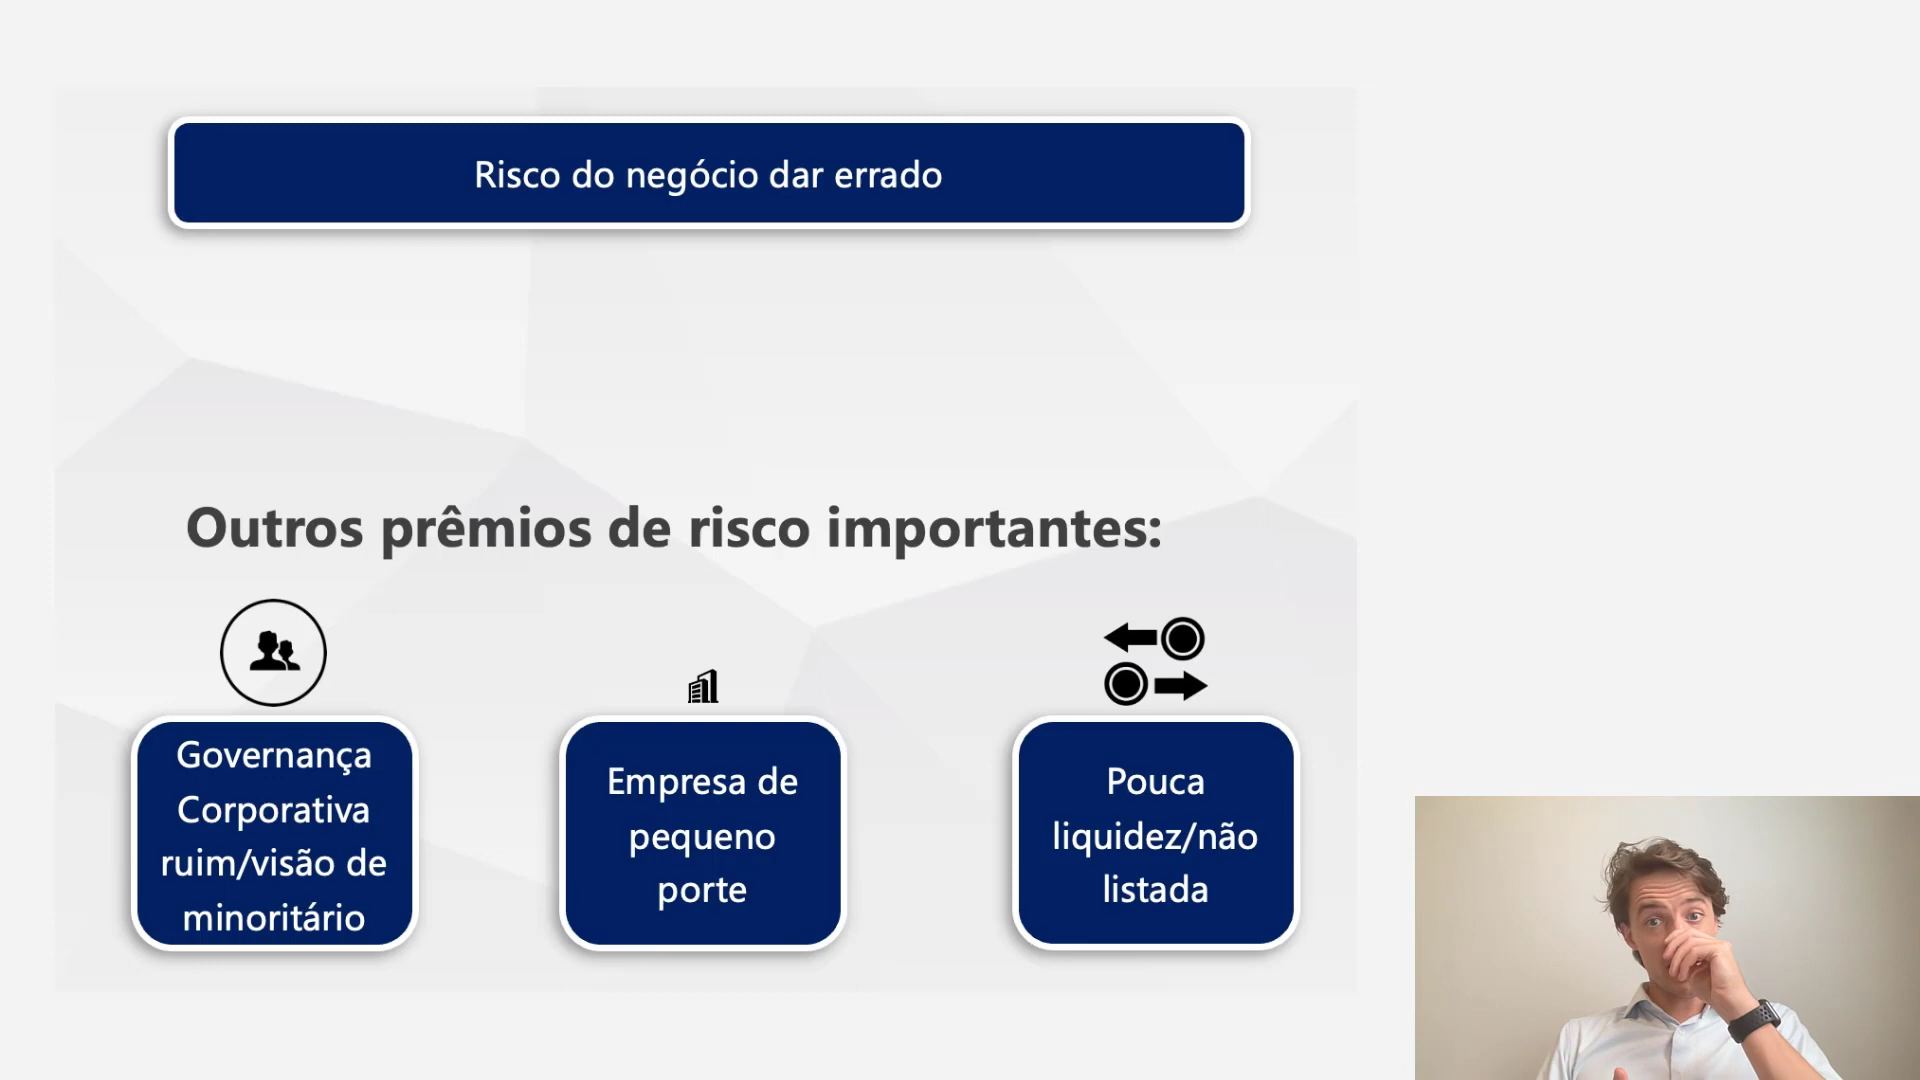 Risco do negócio dar errado
Outros prêmios de risco importantes:
Governança
Corporativa
ruim/visão de
minoritário
Empresa de
pequeno
porte
Pouca
liquidez/não
listada